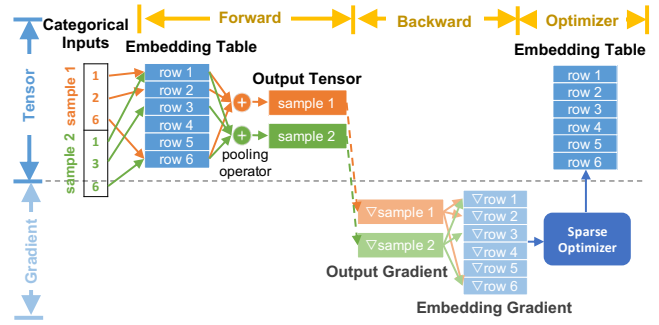 Forward
Backward
Optimizer
Categorical
Inputs
Embedding Table
Embedding Table
Output Tensor
Tensor
Gradient
sample 1
1
2
6
sample 2
1
3
6
row 1
row 2
row 3
row 4
row 5
row 6
+
+
pooling
operator
sample 1
sample 2
row 1
row 2
row 3
row 4
row 5
row 6
▽sample 1
▽sample 2
Output Gradient
▽row 1
▽row 2
▽row 3
▽row 4
▽row 5
▽row 6
Embedding Gradient
Sparse
Optimizer